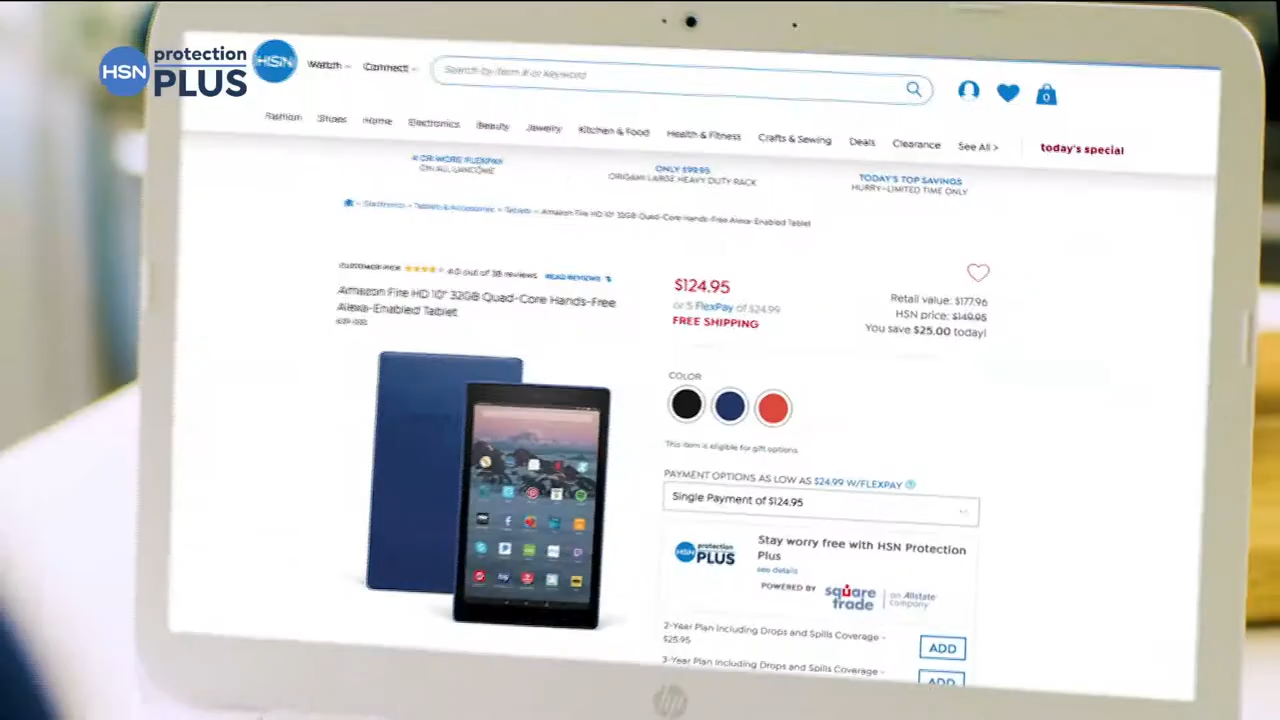 HSN protection PLUS
HSN
Watch
Connect
Search by item # or keyword
0
Fashion
Shoes
Home
Electronics
Beauty
Jewelry
Kitchen & Food
Health & Fitness
Crafts & Sewing
Deals
Clearance
See All >
today's special
4 OR MORE FLEXPAY
ON ALL LANCÔME
ONLY $99.95
ORIGAMI LARGE HEAVY DUTY RACK
TODAY'S TOP SAVINGS
HURRY–LIMITED TIME ONLY
Electronics > Tablets & Accessories > Tablets > Amazon Fire HD 10" 32GB Quad-Core Hands-Free Alexa-Enabled Tablet
CUSTOMER PICK
4.0 out of 38 reviews
READ REVIEWS
Amazon Fire HD 10" 32GB Quad-Core Hands-Free
Alexa-Enabled Tablet
$124.95
or 5 FlexPay of $24.99
FREE SHIPPING
Retail value: $177.96
HSN price: $149.95
You save $25.00 today!
COLOR
This item is eligible for gift options.
PAYMENT OPTIONS AS LOW AS $24.99 W/FLEXPAY ?
Single Payment of $124.95
HSN protection PLUS
Stay worry free with HSN Protection
Plus
see details
POWERED BY
square trade
an Allstate company
2-Year Plan Including Drops and Spills Coverage -
$25.95
ADD
3-Year Plan Including Drops and Spills Coverage -
ADD
hp